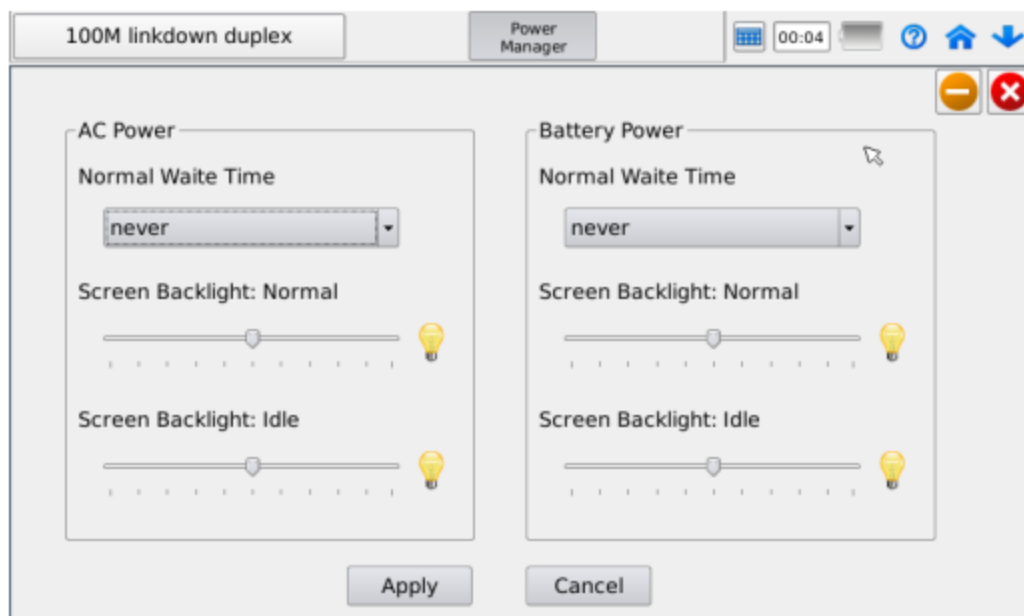 100M linkdown duplex
Power
Manager
00:04
AC Power
Normal Waite Time
never
Screen Backlight: Normal
Screen Backlight: Idle
Battery Power
Normal Waite Time
never
Screen Backlight: Normal
Screen Backlight: Idle
Apply
Cancel